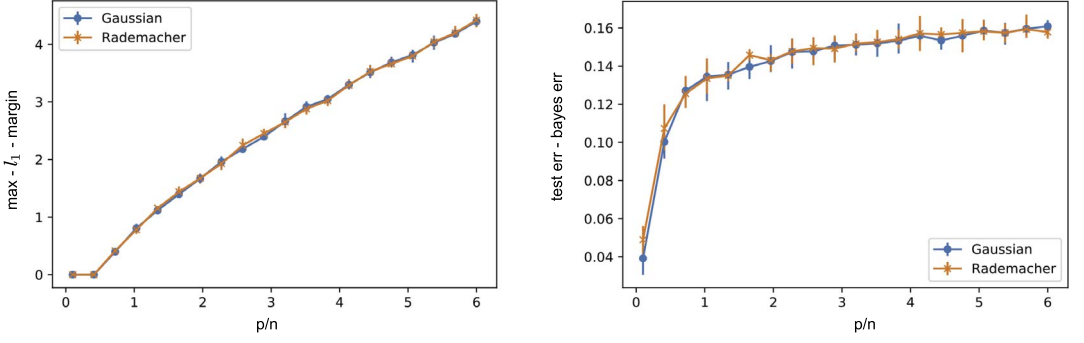 Gaussian
Rademacher
max - l₁ - margin
4
3
2
1
0
0 1 2 3 4 5 6
p/n
test err - bayes err
0.16
0.14
0.12
0.10
0.08
0.06
0.04
Gaussian
Rademacher
0 1 2 3 4 5 6
p/n